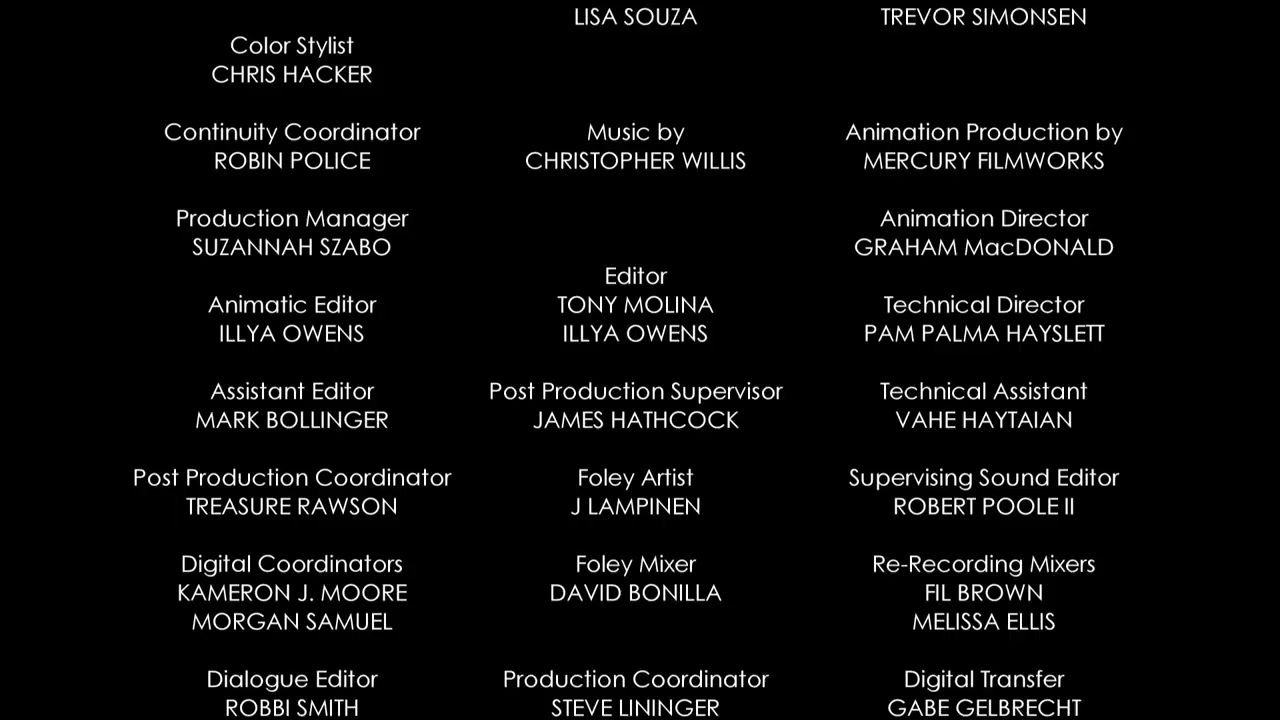 LISA SOUZA
TREVOR SIMONSEN
Color Stylist
CHRIS HACKER
Continuity Coordinator
ROBIN POLICE
Production Manager
SUZANNAH SZABO
Animatic Editor
ILLYA OWENS
Assistant Editor
MARK BOLLINGER
Post Production Coordinator
TREASURE RAWSON
Digital Coordinators
KAMERON J. MOORE
MORGAN SAMUEL
Dialogue Editor
ROBBI SMITH
Music by
CHRISTOPHER WILLIS
Editor
TONY MOLINA
ILLYA OWENS
Post Production Supervisor
JAMES HATHCOCK
Foley Artist
J LAMPINEN
Foley Mixer
DAVID BONILLA
Production Coordinator
STEVE LININGER
Animation Production by
MERCURY FILMWORKS
Animation Director
GRAHAM MacDONALD
Technical Director
PAM PALMA HAYSLETT
Technical Assistant
VAHE HAYTAIAN
Supervising Sound Editor
ROBERT POOLE II
Re-Recording Mixers
FIL BROWN
MELISSA ELLIS
Digital Transfer
GABE GELBRECHT